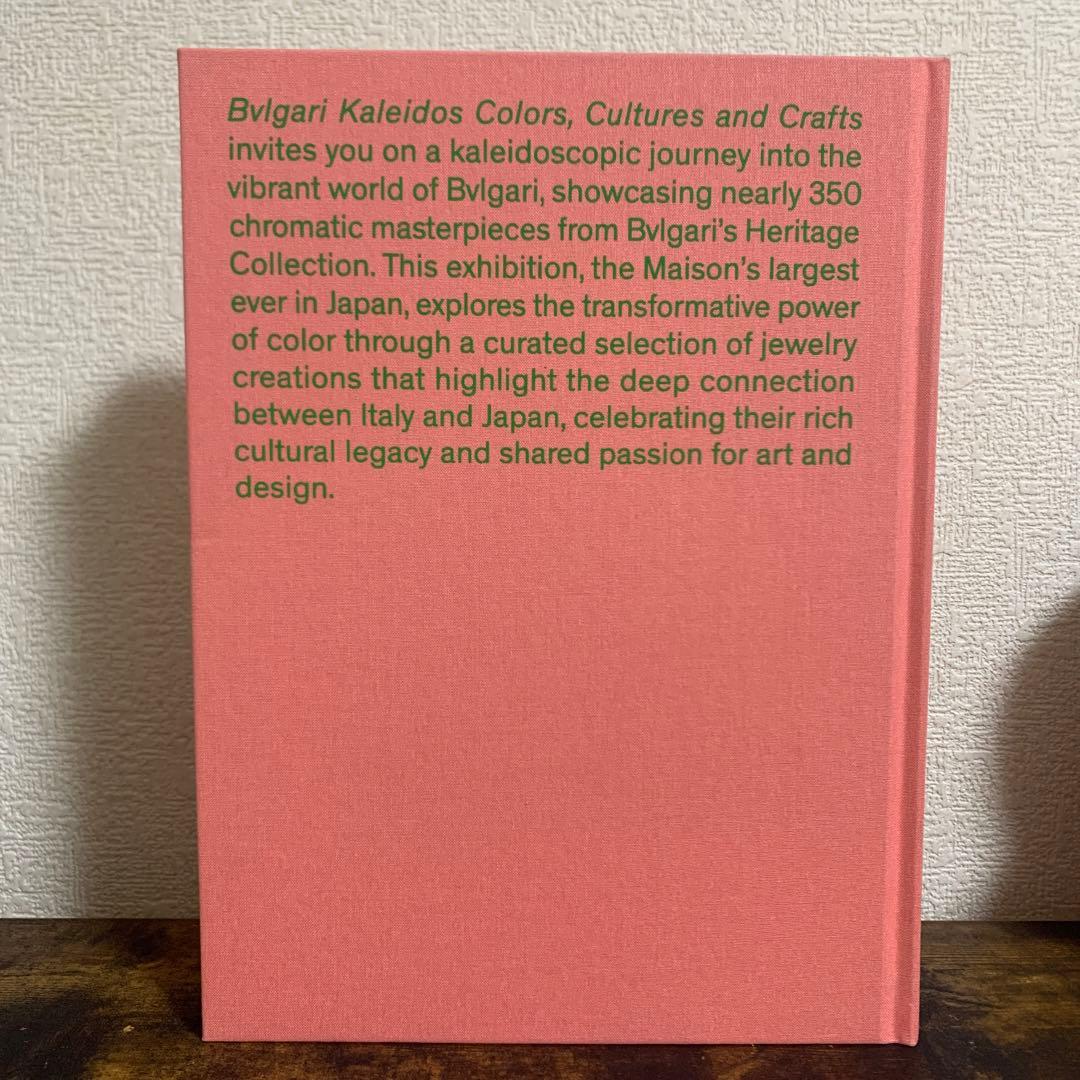 Bvlgari Kaleidos Colors, Cultures and Crafts
invites you on a kaleidoscopic journey into the
vibrant world of Bvlgari, showcasing nearly 350
chromatic masterpieces from Bvlgari's Heritage
Collection. This exhibition, the Maison's largest
ever in Japan, explores the transformative power
of color through a curated selection of jewelry
creations that highlight the deep connection
between Italy and Japan, celebrating their rich
cultural legacy and shared passion for art and
design.